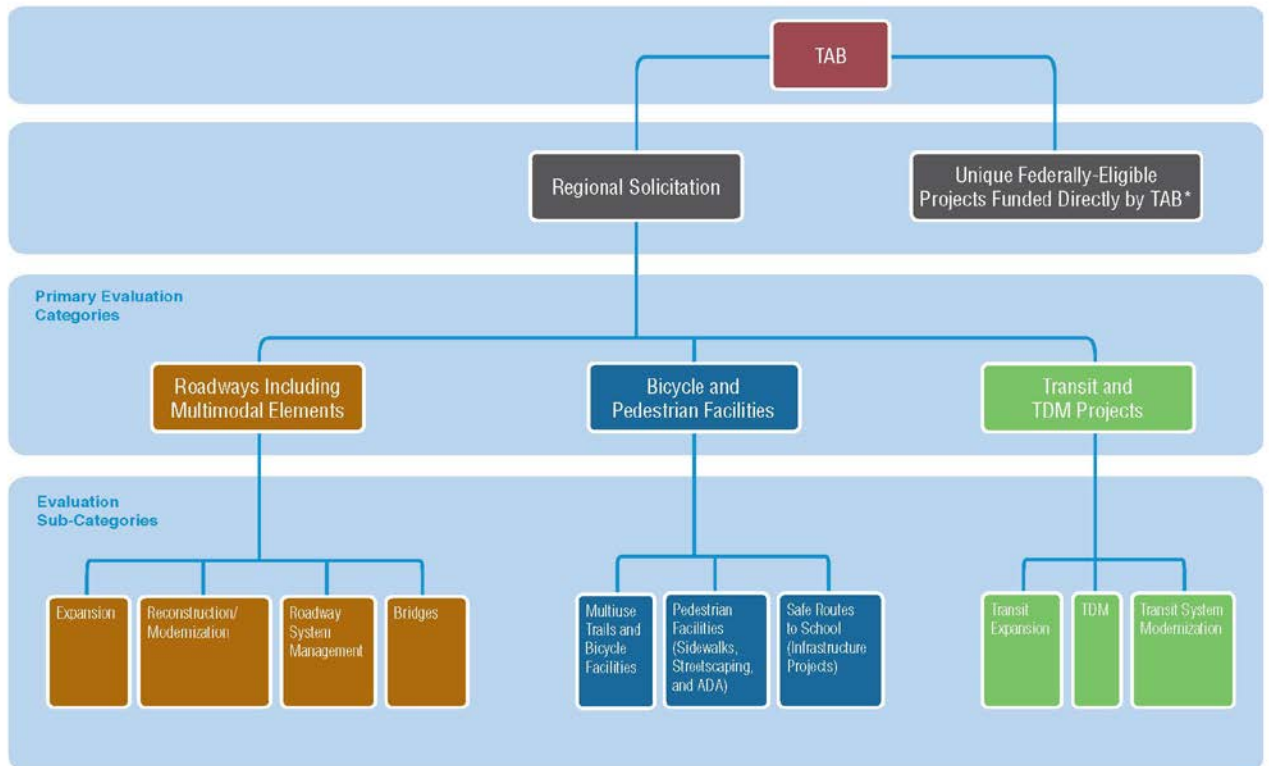 TAB
Regional Solicitation
Unique Federally-Eligible
Projects Funded Directly by TAB*
Primary Evaluation
Categories
Roadways Including
Multimodal Elements
Bicycle and
Pedestrian Facilities
Transit and
TDM Projects
Evaluation
Sub-Categories
Expansion
Reconstruction/
Modernization
Roadway
System
Management
Bridges
Multiuse
Trails and
Bicycle
Facilities
Pedestrian
Facilities
(Sidewalks,
Streetscaping,
and ADA)
Safe Routes
to School
(Infrastructure
Projects)
Transit
Expansion
TDM
Transit System
Modernization